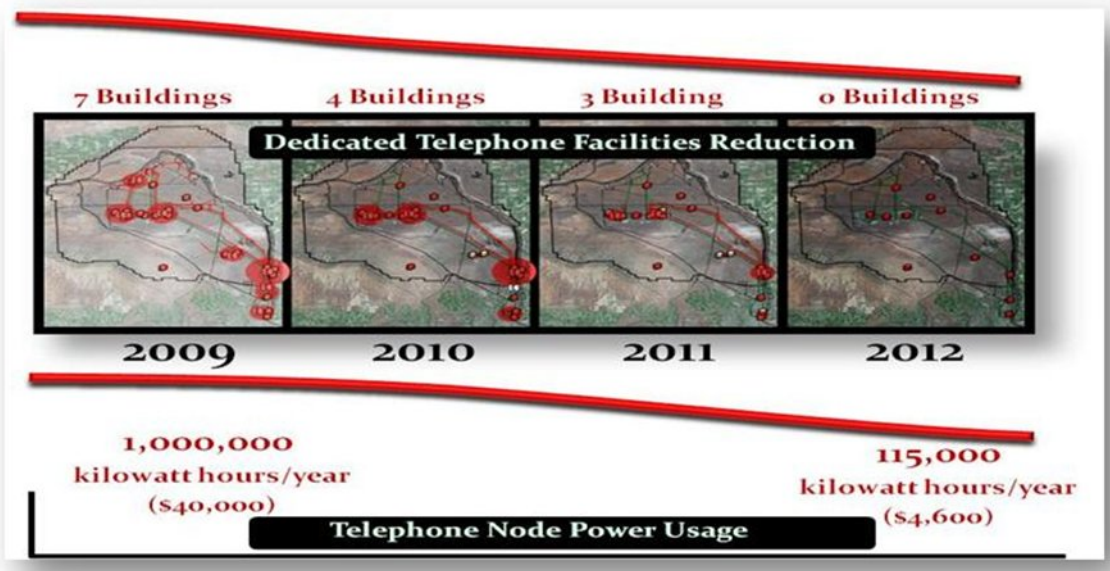 7 Buildings 4 Buildings 3 Building 0 Buildings
Dedicated Telephone Facilities Reduction
2009 2010 2011 2012
1,000,000
kilowatt hours/year
($40,000)
115,000
kilowatt hours/year
($4,600)
Telephone Node Power Usage